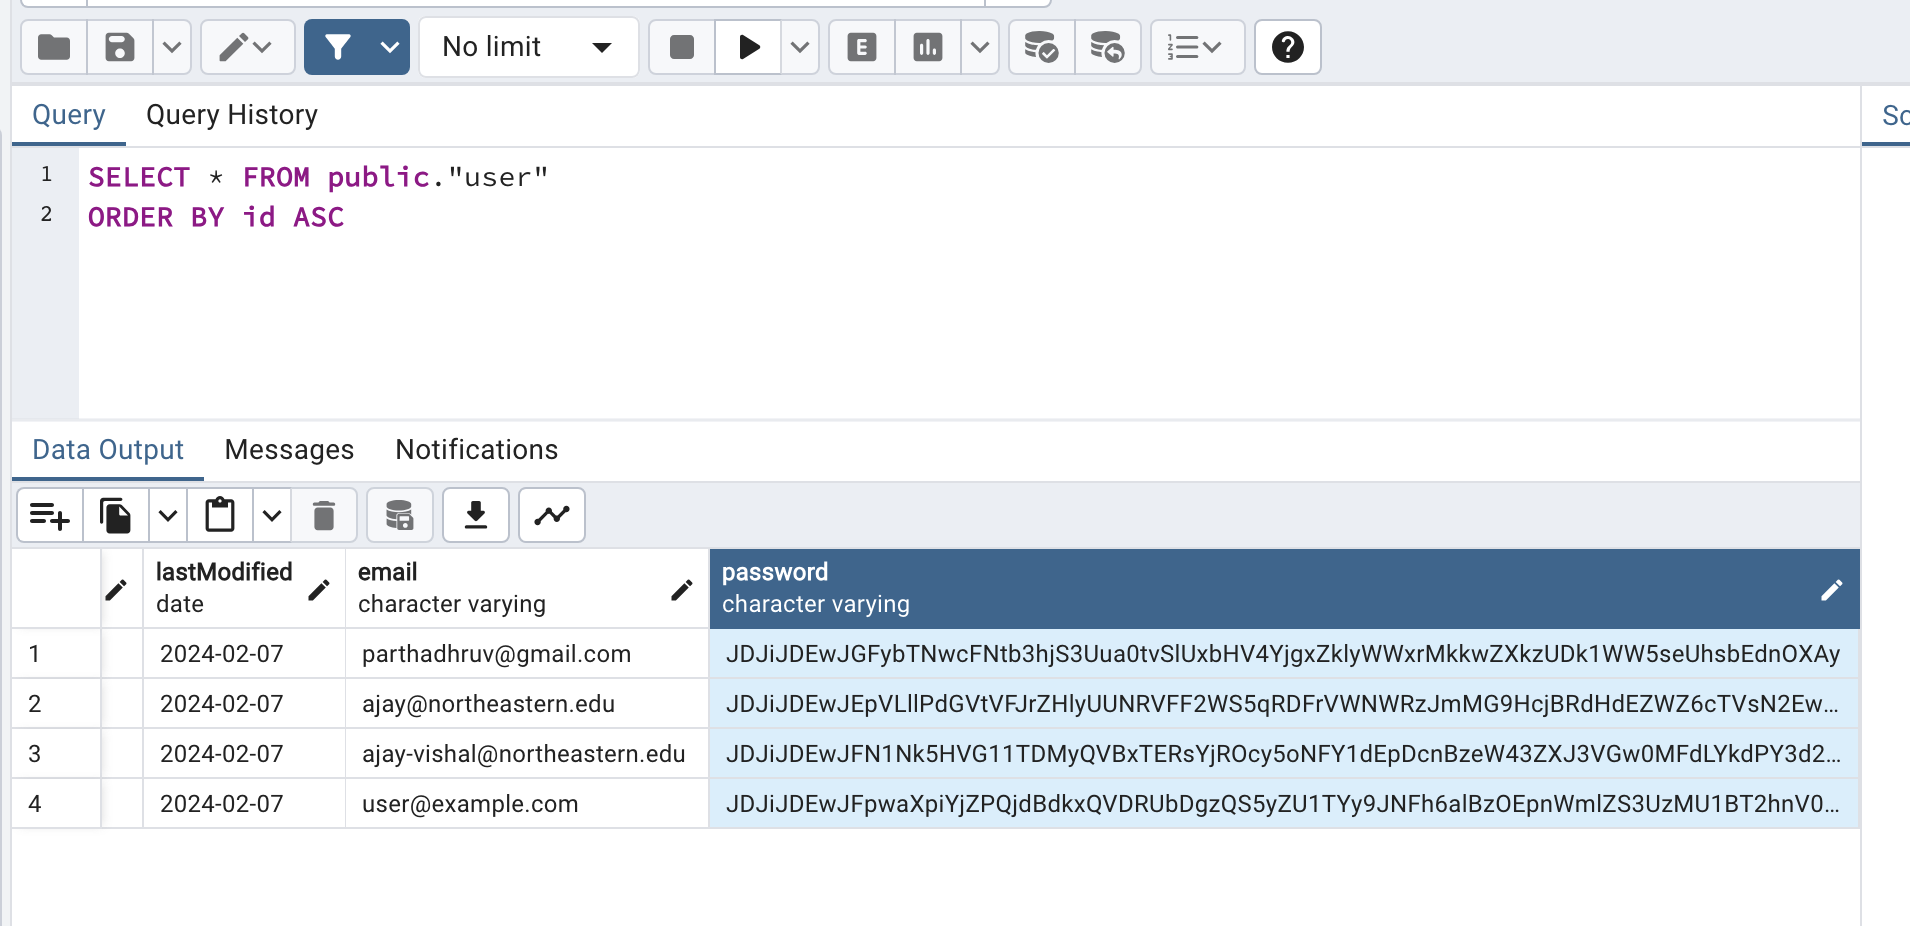 No limit
E
Query Query History
Sc
1 SELECT * FROM public."user"
2 ORDER BY id ASC
Data Output Messages Notifications
lastModified
date
email
character varying
password
character varying
1 2024-02-07 parthadhruv@gmail.com JDJiJDEwJGFybTNwcFNtb3hjS3Uua0tvSlUxbHV4YjgxZklyWWxrMkkwZXkzUDk1WW5seUhsbEdnOXAy
2 2024-02-07 ajay@northeastern.edu JDJiJDEwJEpVLllPdGVtVFJrZHlyUUNRVFF2WS5qRDFrVWNWRzJmMG9HcjBRdHdEZWZ6cTVsN2Ew...
3 2024-02-07 ajay-vishal@northeastern.edu JDJiJDEwJFN1Nk5HVG11TDMyQVBxTERsYjROcy5oNFY1dEpDcnBzeW43ZXJ3VGw0MFdLYkdPY3d2...
4 2024-02-07 user@example.com JDJiJDEwJFpwaXpiYjZPQjdBdkxQVDRUbDgzQS5yZU1TYy9JNFh6alBzOEpnWmlZS3UzMU1BT2hnV0...